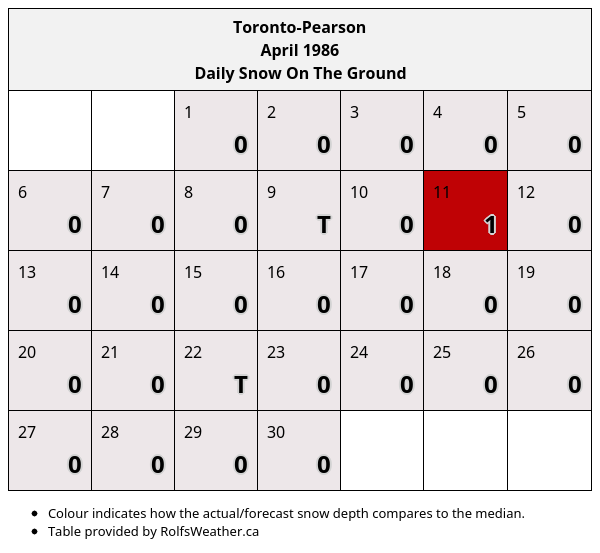 Toronto-Pearson
April 1986
Daily Snow On The Ground
1 2 3 4 5
0 0 0 0 0
6 7 8 9 10 11 12
0 0 0 T 0 1 0
13 14 15 16 17 18 19
0 0 0 0 0 0 0
20 21 22 23 24 25 26
0 0 T 0 0 0 0
27 28 29 30
0 0 0 0
• Colour indicates how the actual/forecast snow depth compares to the median.
• Table provided by RolfsWeather.ca